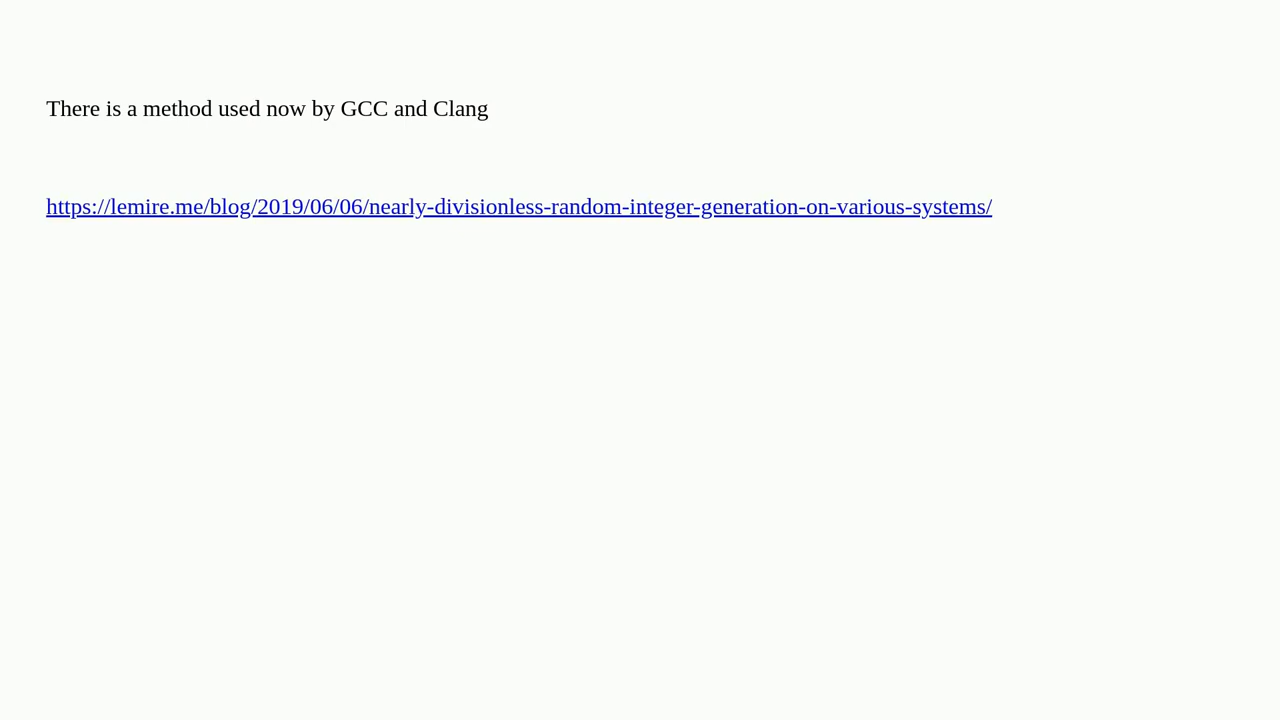 There is a method used now by GCC and Clang
https://lemire.me/blog/2019/06/06/nearly-divisionless-random-integer-generation-on-various-systems/